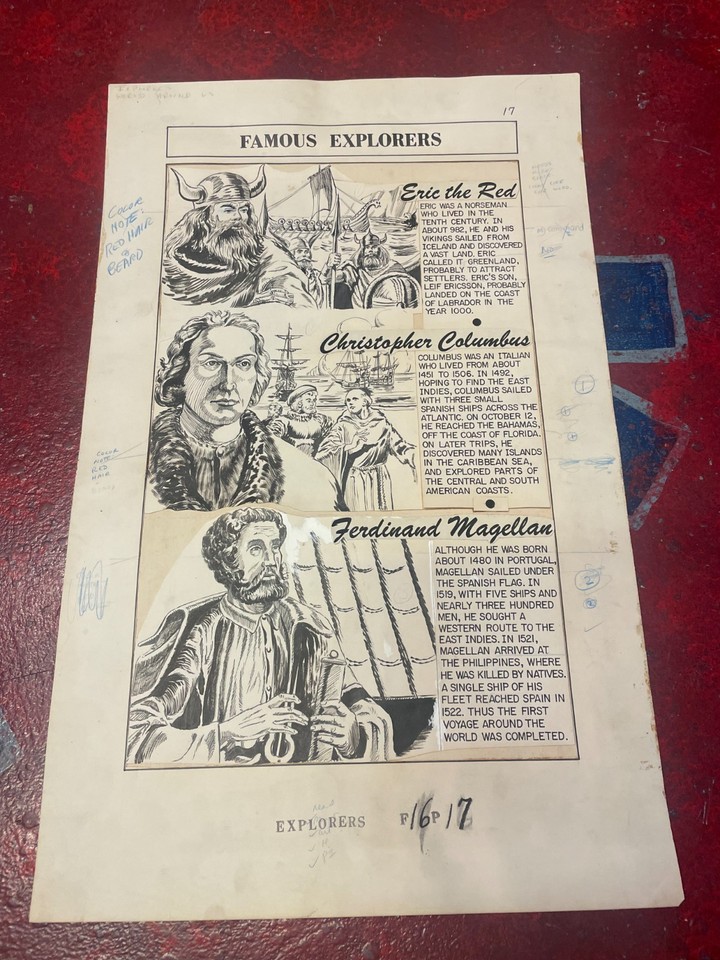 17
FAMOUS EXPLORERS
COLOR
NOTE:
RED HAIR
&
BEARD
Eric the Red
ERIC WAS A NORSEMAN
WHO LIVED IN THE
TENTH CENTURY. IN
ABOUT 982, HE AND HIS
VIKINGS SAILED FROM
ICELAND AND DISCOVERED
A VAST LAND. ERIC
CALLED IT GREENLAND,
PROBABLY TO ATTRACT
SETTLERS. ERIC'S SON,
LEIF ERICSSON, PROBABLY
LANDED ON THE COAST
OF LABRADOR IN THE
YEAR 1000.
Christopher Columbus
COLUMBUS WAS AN ITALIAN
WHO LIVED FROM ABOUT
1451 TO 1506. IN 1492,
HOPING TO FIND THE EAST
INDIES, COLUMBUS SAILED
WITH THREE SMALL
SPANISH SHIPS ACROSS THE
ATLANTIC. ON OCTOBER 12,
HE REACHED THE BAHAMAS,
OFF THE COAST OF FLORIDA.
ON LATER TRIPS, HE
DISCOVERED MANY ISLANDS
IN THE CARIBBEAN SEA,
AND EXPLORED PARTS OF
THE CENTRAL AND SOUTH
AMERICAN COASTS.
1
COLOR
NOTE
RED
HAIR
Ferdinand Magellan
ALTHOUGH HE WAS BORN
ABOUT 1480 IN PORTUGAL,
MAGELLAN SAILED UNDER
THE SPANISH FLAG. IN
1519, WITH FIVE SHIPS AND
NEARLY THREE HUNDRED
MEN, HE SOUGHT A
WESTERN ROUTE TO THE
EAST INDIES. IN 1521,
MAGELLAN ARRIVED AT
THE PHILIPPINES, WHERE
HE WAS KILLED BY NATIVES.
A SINGLE SHIP OF HIS
FLEET REACHED SPAIN IN
1522. THUS THE FIRST
VOYAGE AROUND THE
WORLD WAS COMPLETED.
2
EXPLORERS F16P17